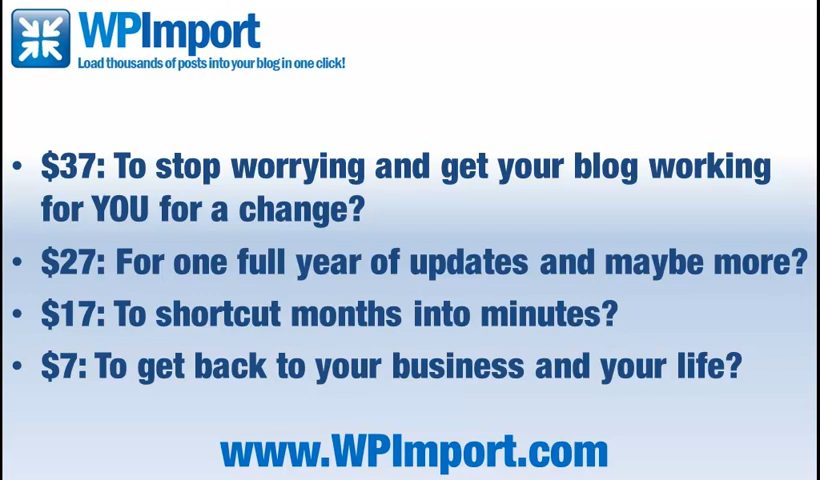 WPImport
Load thousands of posts into your blog in one click!
• $37: To stop worrying and get your blog working
for YOU for a change?
• $27: For one full year of updates and maybe more?
• $17: To shortcut months into minutes?
• $7: To get back to your business and your life?
www.WPImport.com